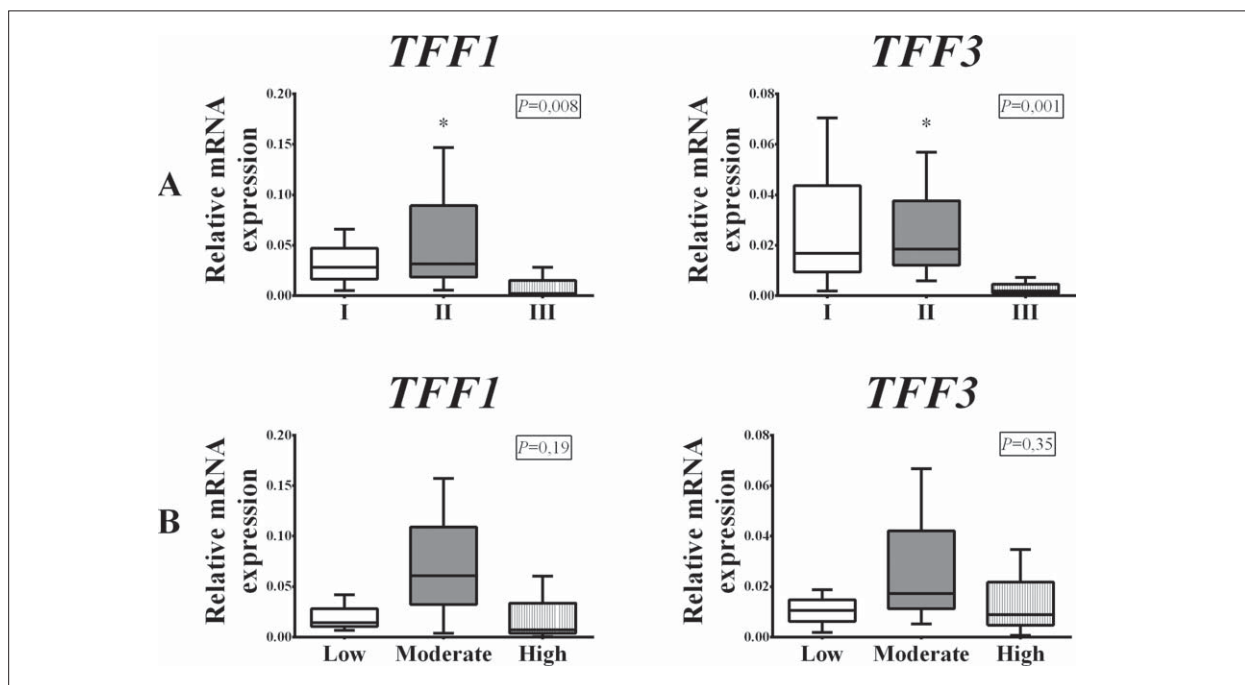 TFF1
TFF3
A
Relative mRNA
expression
0.20
0.15
0.10
0.05
0.00
*
P=0,008
I II III
Relative mRNA
expression
0.08
0.06
0.04
0.02
0.00
*
P=0,001
I II III
TFF1
TFF3
B
Relative mRNA
expression
0.20
0.15
0.10
0.05
0.00
P=0,19
Low Moderate High
Relative mRNA
expression
0.08
0.06
0.04
0.02
0.00
P=0,35
Low Moderate High